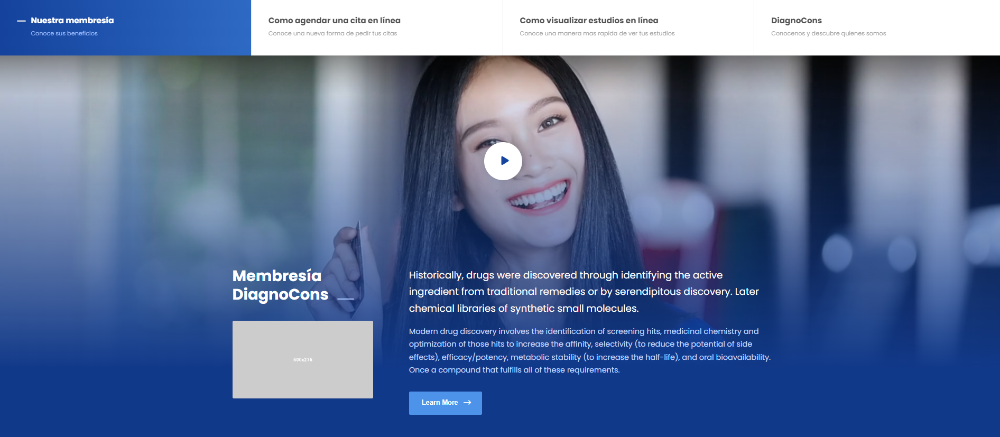 Nuestra membresía
Conoce sus beneficios
Como agendar una cita en línea
Conoce una nueva forma de pedir tus citas
Como visualizar estudios en línea
Conoce una manera mas rapida de ver tus estudios
DiagnoCons
Conocenos y descubre quienes somos
Membresía
DiagnoCons
500x276
Historically, drugs were discovered through identifying the active
ingredient from traditional remedies or by serendipitous discovery. Later
chemical libraries of synthetic small molecules.
Modern drug discovery involves the identification of screening hits, medicinal chemistry and
optimization of those hits to increase the affinity, selectivity (to reduce the potential of side
effects), efficacy/potency, metabolic stability (to increase the half-life), and oral bioavailability.
Once a compound that fulfills all of these requirements.
Learn More